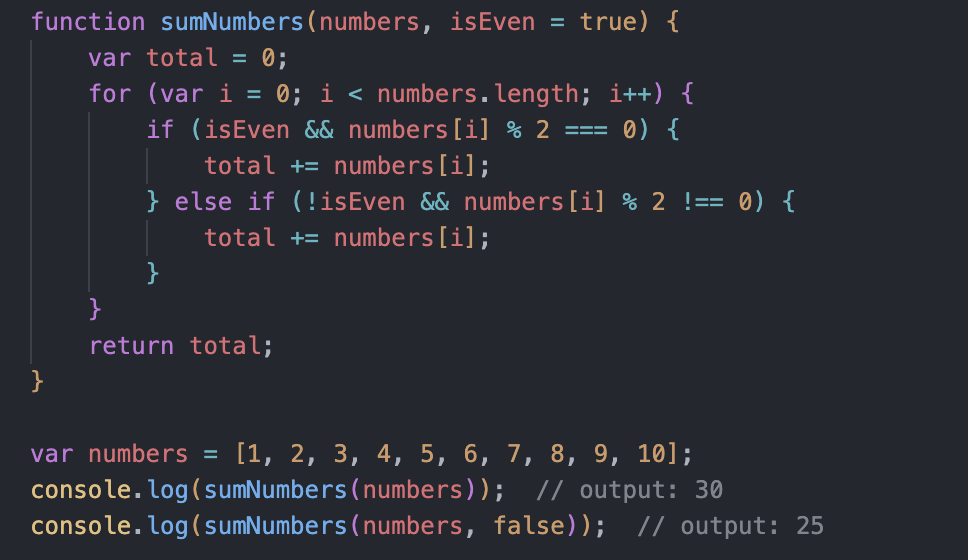 function sumNumbers(numbers, isEven = true) {
    var total = 0;
    for (var i = 0; i < numbers.length; i++) {
        if (isEven && numbers[i] % 2 === 0) {
            total += numbers[i];
        } else if (!isEven && numbers[i] % 2 !== 0) {
            total += numbers[i];
        }
    }
    return total;
}

var numbers = [1, 2, 3, 4, 5, 6, 7, 8, 9, 10];
console.log(sumNumbers(numbers));  // output: 30
console.log(sumNumbers(numbers, false));  // output: 25